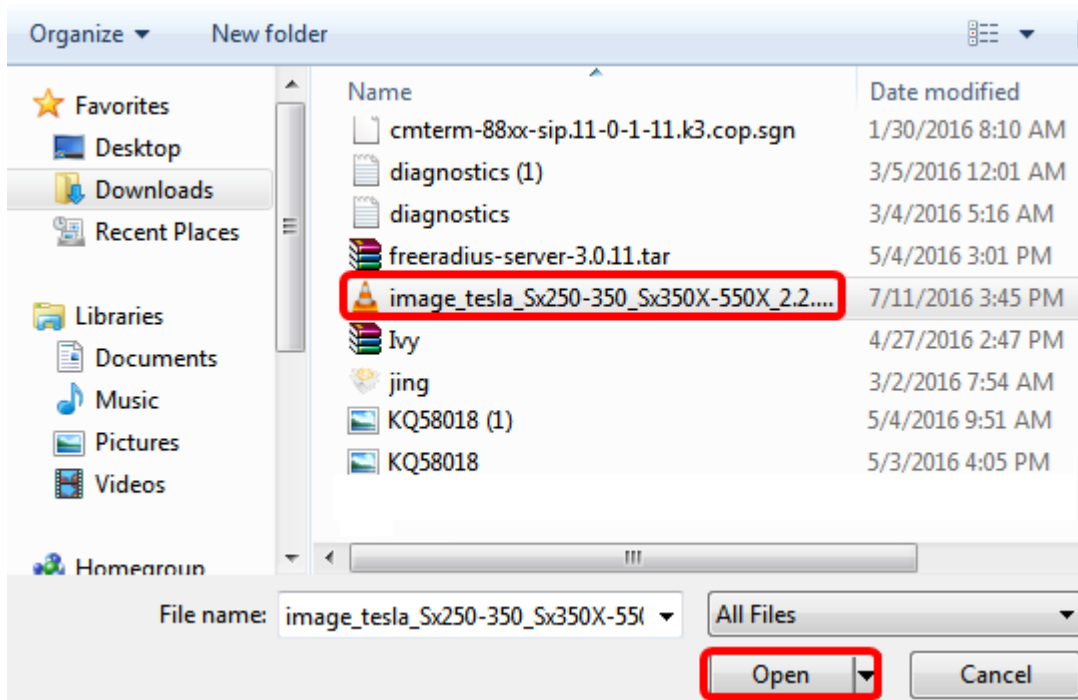 Organize New folder
Favorites
Desktop
Downloads
Recent Places
Libraries
Documents
Music
Pictures
Videos
Homegroup
Name Date modified
cmterm-88xx-sip.11-0-1-11.k3.cop.sgn 1/30/2016 8:10 AM
diagnostics (1) 3/5/2016 12:01 AM
diagnostics 3/4/2016 5:16 AM
freeradius-server-3.0.11.tar 5/4/2016 3:01 PM
image_tesla_Sx250-350_Sx350X-550X_2.2.... 7/11/2016 3:45 PM
Ivy 4/27/2016 2:47 PM
jing 3/2/2016 7:54 AM
KQ58018 (1) 5/4/2016 9:51 AM
KQ58018 5/3/2016 4:05 PM
File name: image_tesla_Sx250-350_Sx350X-55( All Files
Open Cancel